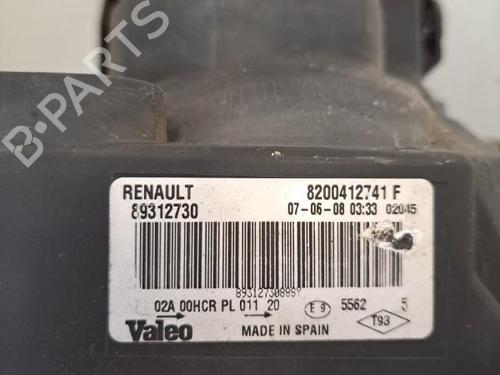 B-PARTS
RENAULT 8200412741 F
89312730 07-06-08 03:33 02045
02A 00HCR PL 011 20 E9 5562 5
Valeo MADE IN SPAIN T93